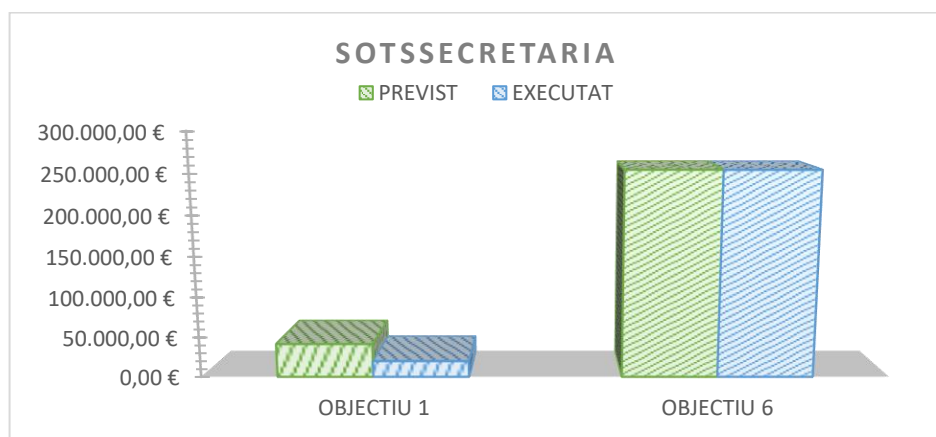 SOTSSECRETARIA
PREVIST EXECUTAT
300.000,00 €
250.000,00 €
200.000,00 €
150.000,00 €
100.000,00 €
50.000,00 €
0,00 €
OBJECTIU 1 OBJECTIU 6